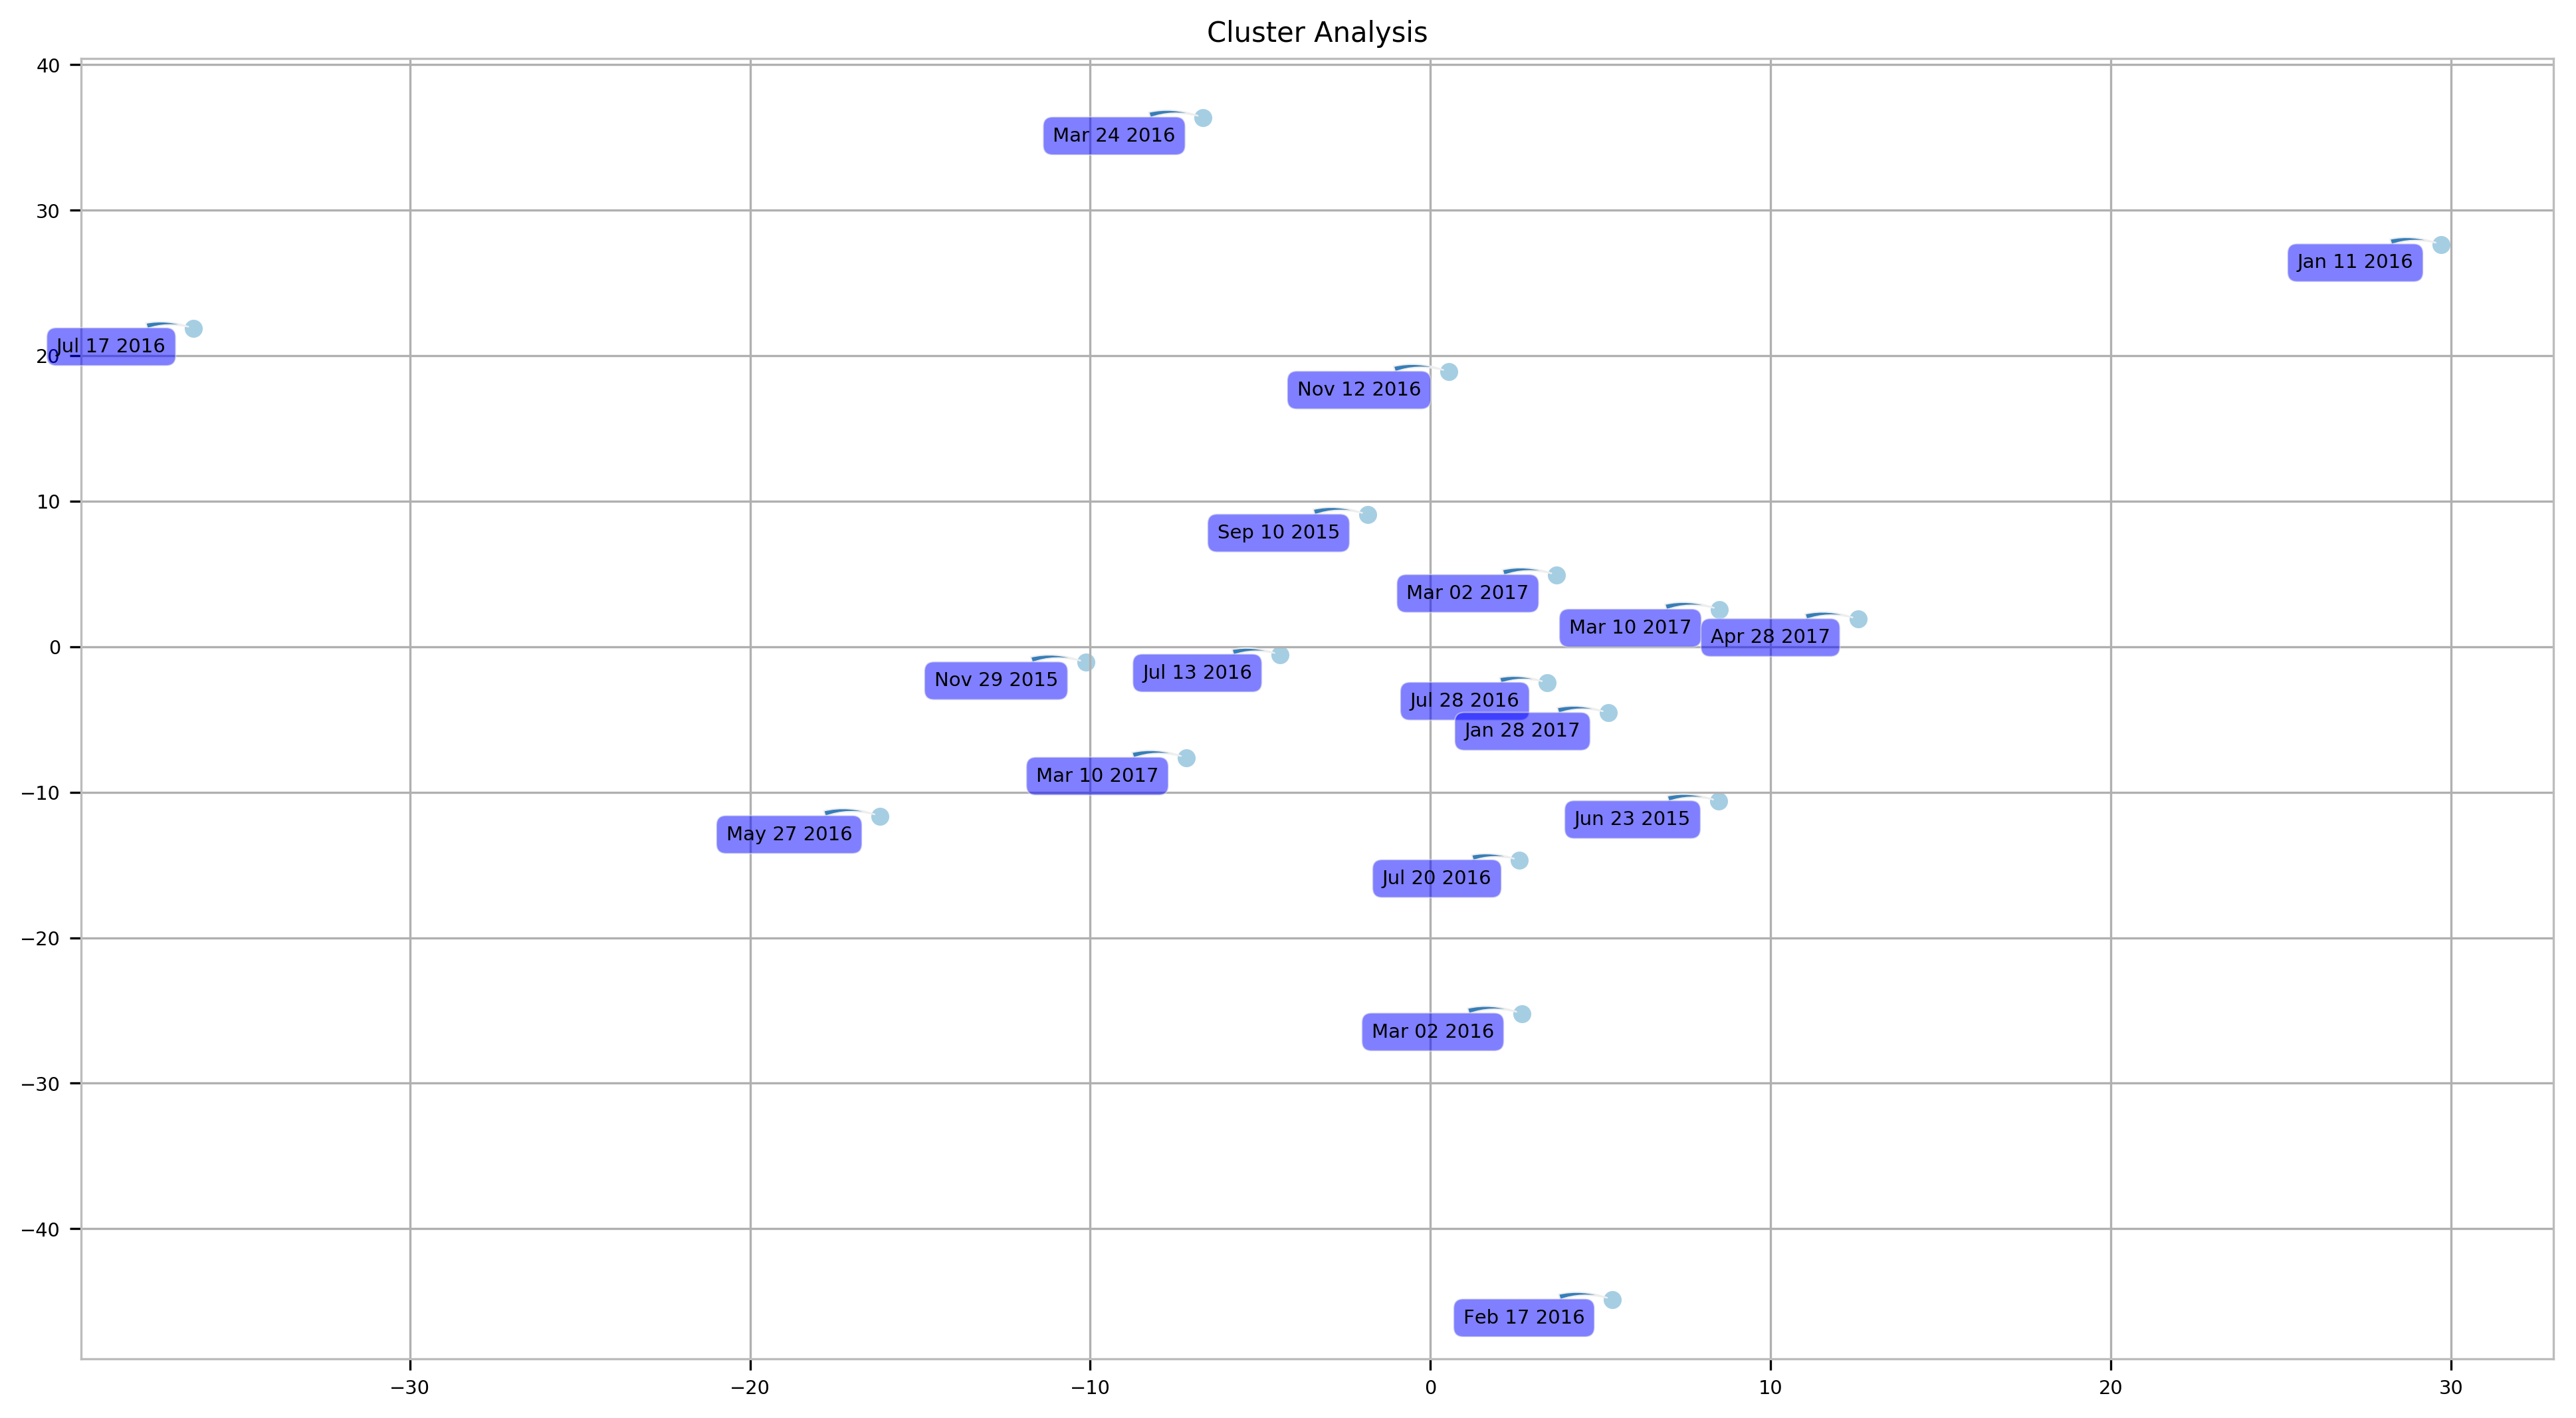 Cluster Analysis
40
Mar 24 2016
30
Jan 11 2016
Jul 17 2016
20
Nov 12 2016
10
Sep 10 2015
Mar 02 2017
Mar 10 2017
Apr 28 2017
0
Nov 29 2015
Jul 13 2016
Jul 28 2016
Jan 28 2017
Mar 10 2017
−10
May 27 2016
Jun 23 2015
Jul 20 2016
−20
Mar 02 2016
−30
−40
Feb 17 2016
−30 −20 −10 0 10 20 30